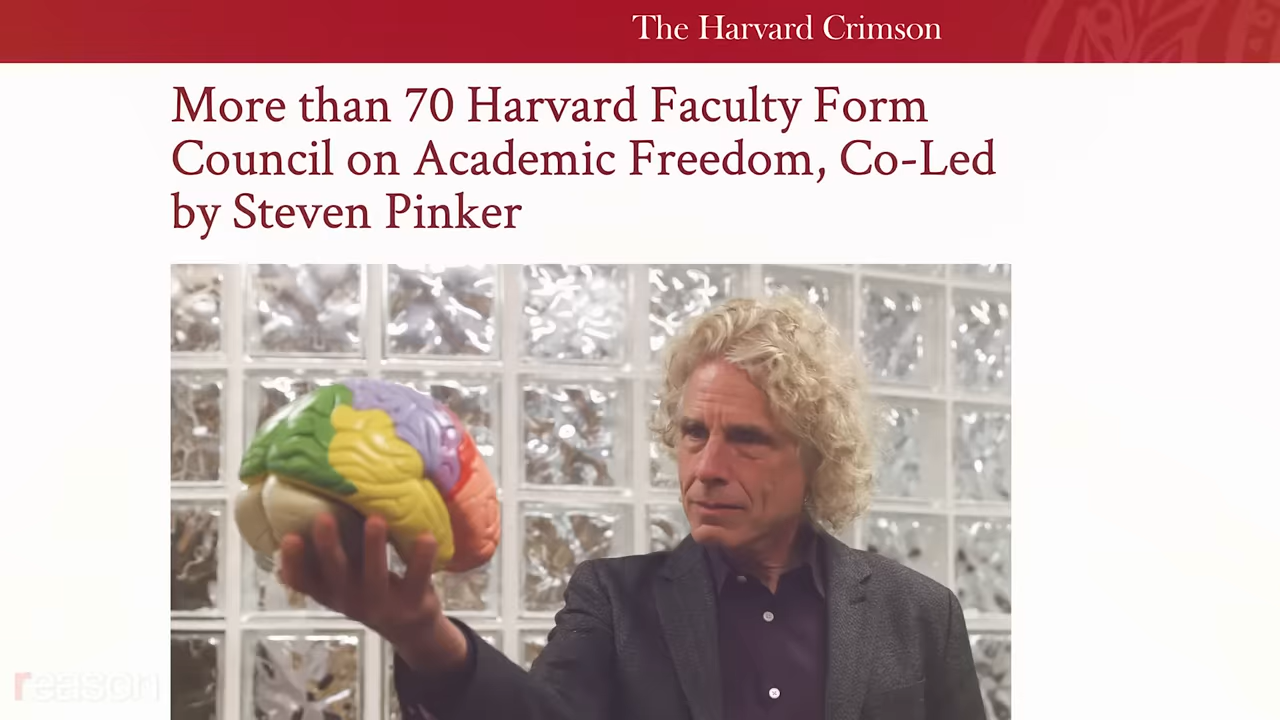 The Harvard Crimson
More than 70 Harvard Faculty Form
Council on Academic Freedom, Co-Led
by Steven Pinker
reason